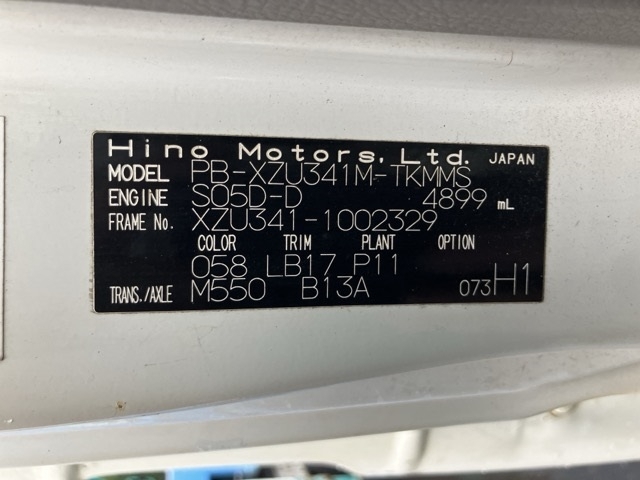 Hino Motors, Ltd. JAPAN
MODEL PB-XZU341M-TKMMS
ENGINE S05D-D 4899 mL
FRAME No. XZU341-1002329
COLOR TRIM PLANT OPTION
058 LB17 P11
TRANS./AXLE M550 B13A 073H1